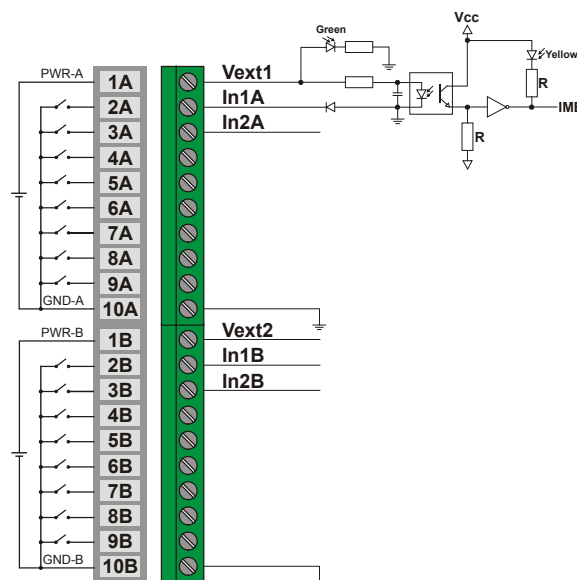 Green
Vcc
Yellow
R
IME
R
PWR-A
1A Vext1
2A In1A
3A In2A
4A
5A
6A
7A
8A
9A
GND-A
10A
PWR-B
1B Vext2
2B In1B
3B In2B
4B
5B
6B
7B
8B
9B
GND-B
10B